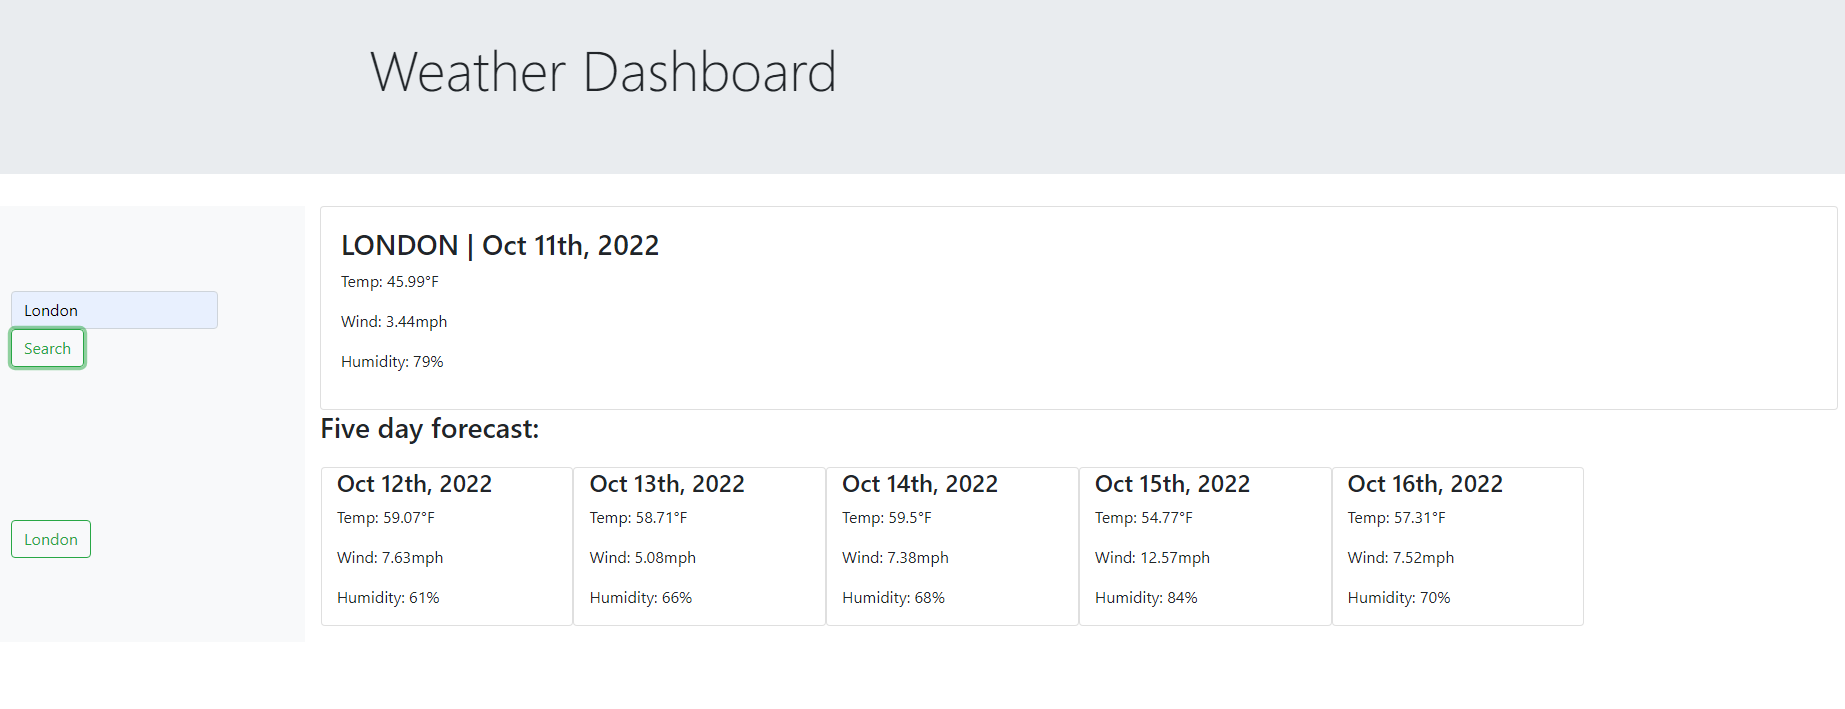 Weather Dashboard
London
Search
London
LONDON | Oct 11th, 2022
Temp: 45.99°F
Wind: 3.44mph
Humidity: 79%
Five day forecast:
Oct 12th, 2022
Temp: 59.07°F
Wind: 7.63mph
Humidity: 61%
Oct 13th, 2022
Temp: 58.71°F
Wind: 5.08mph
Humidity: 66%
Oct 14th, 2022
Temp: 59.5°F
Wind: 7.38mph
Humidity: 68%
Oct 15th, 2022
Temp: 54.77°F
Wind: 12.57mph
Humidity: 84%
Oct 16th, 2022
Temp: 57.31°F
Wind: 7.52mph
Humidity: 70%